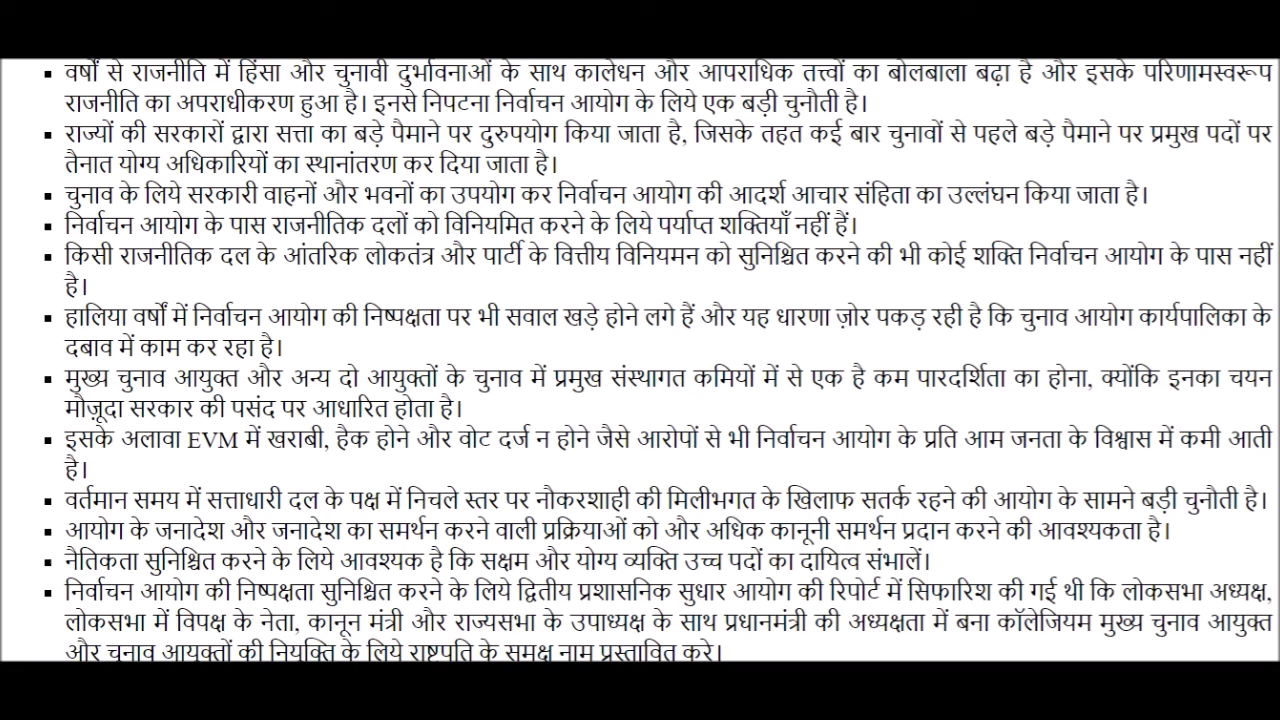 ▪ वर्षों से राजनीति में हिंसा और चुनावी दुर्भावनाओं के साथ कालेधन और आपराधिक तत्त्वों का बोलबाला बढ़ा है और इसके परिणामस्वरूप
राजनीति का अपराधीकरण हुआ है। इनसे निपटना निर्वाचन आयोग के लिये एक बड़ी चुनौती है।
▪ राज्यों की सरकारों द्वारा सत्ता का बड़े पैमाने पर दुरुपयोग किया जाता है, जिसके तहत कई बार चुनावों से पहले बड़े पैमाने पर प्रमुख पदों पर
तैनात योग्य अधिकारियों का स्थानांतरण कर दिया जाता है।
▪ चुनाव के लिये सरकारी वाहनों और भवनों का उपयोग कर निर्वाचन आयोग की आदर्श आचार संहिता का उल्लंघन किया जाता है।
▪ निर्वाचन आयोग के पास राजनीतिक दलों को विनियमित करने के लिये पर्याप्त शक्तियाँ नहीं हैं।
▪ किसी राजनीतिक दल के आंतरिक लोकतंत्र और पार्टी के वित्तीय विनियमन को सुनिश्चित करने की भी कोई शक्ति निर्वाचन आयोग के पास नहीं
है।
▪ हालिया वर्षों में निर्वाचन आयोग की निष्पक्षता पर भी सवाल खड़े होने लगे हैं और यह धारणा ज़ोर पकड़ रही है कि चुनाव आयोग कार्यपालिका के
दबाव में काम कर रहा है।
▪ मुख्य चुनाव आयुक्त और अन्य दो आयुक्तों के चुनाव में प्रमुख संस्थागत कमियों में से एक है कम पारदर्शिता का होना, क्योंकि इनका चयन
मौज़ूदा सरकार की पसंद पर आधारित होता है।
▪ इसके अलावा EVM में खराबी, हैक होने और वोट दर्ज न होने जैसे आरोपों से भी निर्वाचन आयोग के प्रति आम जनता के विश्वास में कमी आती
है।
▪ वर्तमान समय में सत्ताधारी दल के पक्ष में निचले स्तर पर नौकरशाही की मिलीभगत के खिलाफ सतर्क रहने की आयोग के सामने बड़ी चुनौती है।
▪ आयोग के जनादेश और जनादेश का समर्थन करने वाली प्रक्रियाओं को और अधिक कानूनी समर्थन प्रदान करने की आवश्यकता है।
▪ नैतिकता सुनिश्चित करने के लिये आवश्यक है कि सक्षम और योग्य व्यक्ति उच्च पदों का दायित्व संभालें।
▪ निर्वाचन आयोग की निष्पक्षता सुनिश्चित करने के लिये द्वितीय प्रशासनिक सुधार आयोग की रिपोर्ट में सिफारिश की गई थी कि लोकसभा अध्यक्ष,
लोकसभा में विपक्ष के नेता, कानून मंत्री और राज्यसभा के उपाध्यक्ष के साथ प्रधानमंत्री की अध्यक्षता में बना कॉलेजियम मुख्य चुनाव आयुक्त
और चुनाव आयुक्तों की नियुक्ति के लिये राष्ट्रपति के समक्ष नाम प्रस्तावित करे।